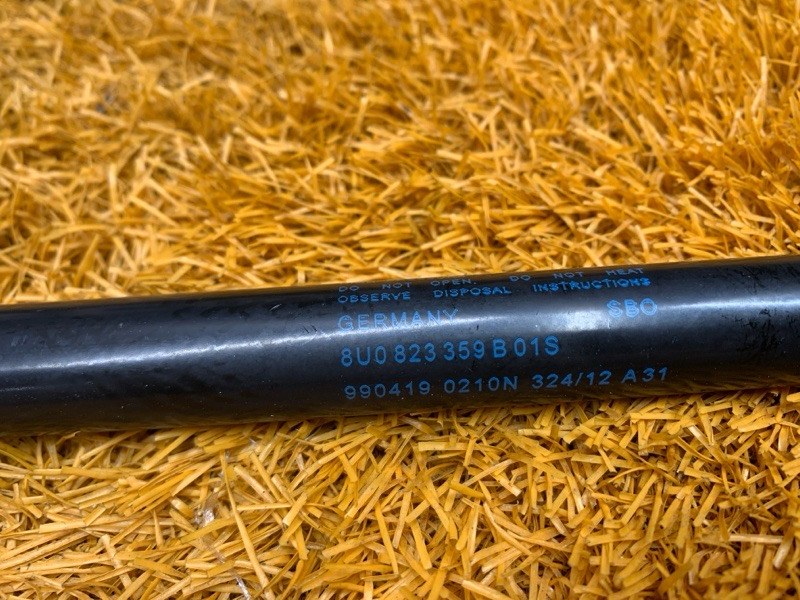 DO NOT OPEN, DO NOT HEAT
OBSERVE DISPOSAL INSTRUCTIONS
GERMANY SBO
8U0 823 359 B 01S
990419 0210N 324/12 A31